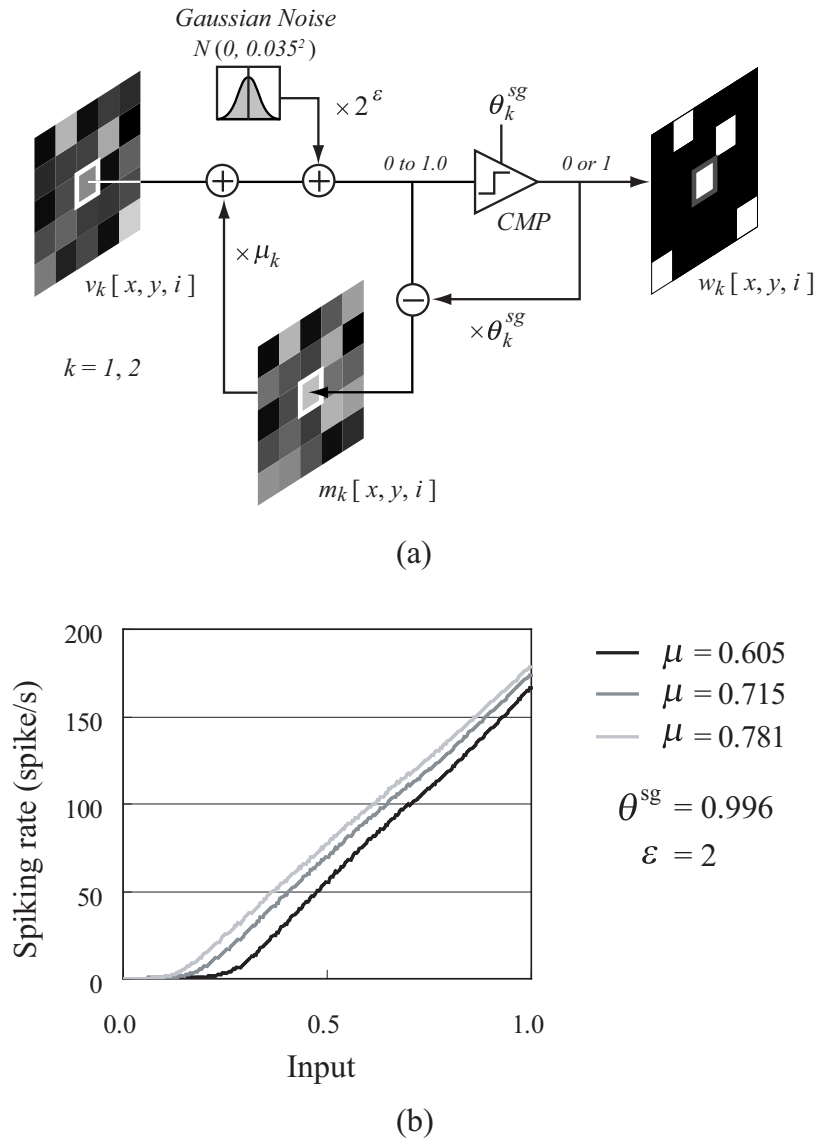 Gaussian Noise
N (0, 0.035²)
× 2^ε
θ_k^sg
0 to 1.0
0 or 1
CMP
× μ_k
v_k [ x, y, i ]
w_k [ x, y, i ]
× θ_k^sg
k = 1, 2
m_k [ x, y, i ]
(a)
200
150
100
50
0
Spiking rate (spike/s)
0.0
0.5
1.0
Input
μ = 0.605
μ = 0.715
μ = 0.781
θ^sg = 0.996
ε = 2
(b)